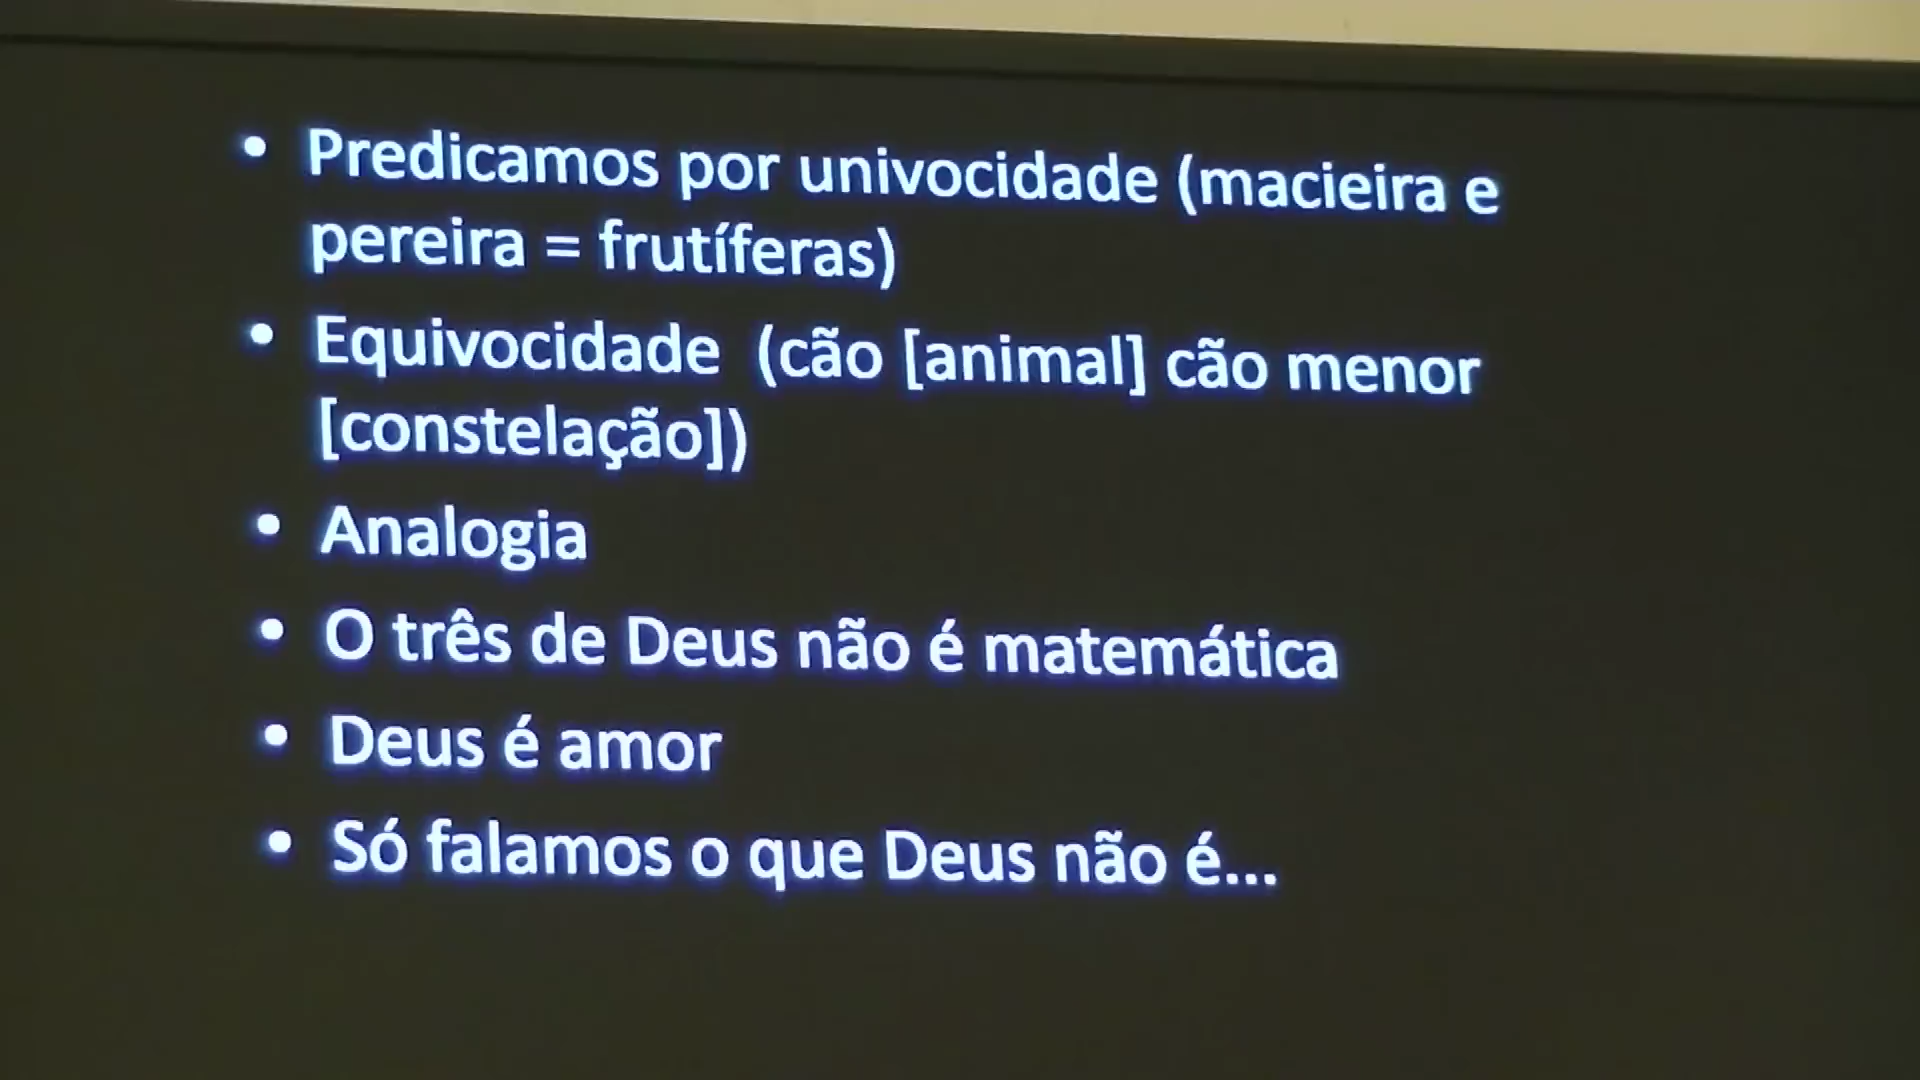 • Predicamos por univocidade (macieira e
pereira = frutíferas)
• Equivocidade (cão [animal] cão menor
[constelação])
• Analogia
• O três de Deus não é matemática
• Deus é amor
• Só falamos o que Deus não é...